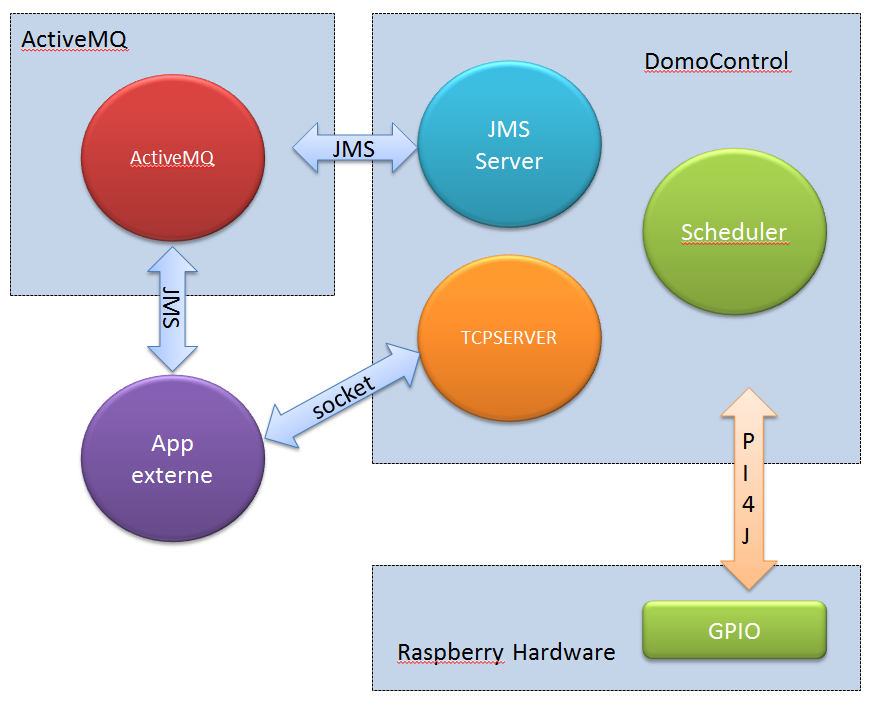 ActiveMQ
DomoControl
ActiveMQ
JMS
JMS
Server
Scheduler
JMS
TCPSERVER
socket
App
externe
P
I
4
J
Raspberry Hardware
GPIO